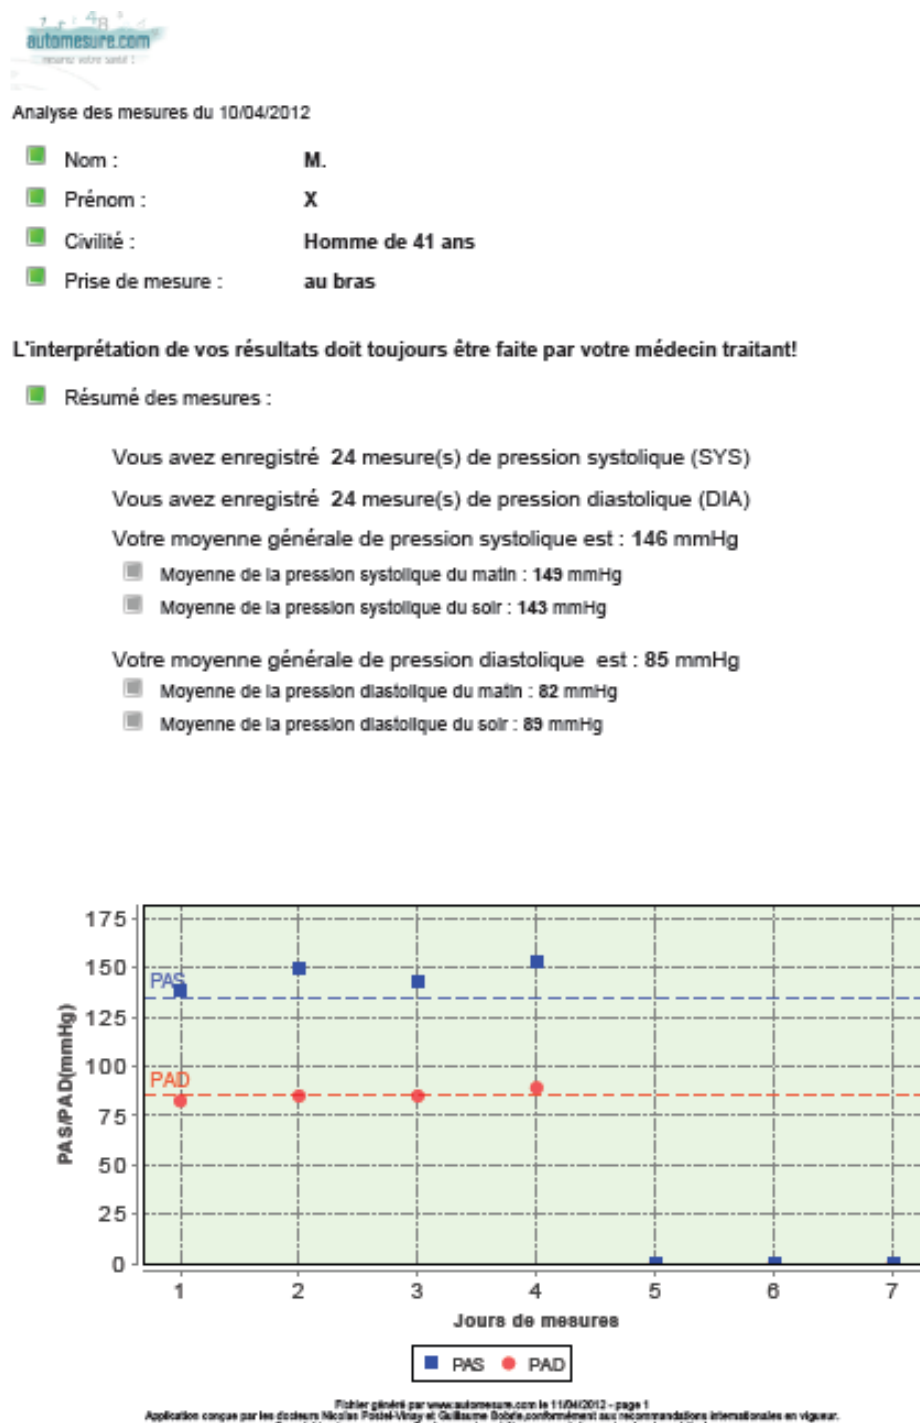 automesure.com
mesurez votre santé !
Analyse des mesures du 10/04/2012
Nom : M.
Prénom : X
Civilité : Homme de 41 ans
Prise de mesure : au bras
L'interprétation de vos résultats doit toujours être faite par votre médecin traitant!
Résumé des mesures :
Vous avez enregistré 24 mesure(s) de pression systolique (SYS)
Vous avez enregistré 24 mesure(s) de pression diastolique (DIA)
Votre moyenne générale de pression systolique est : 146 mmHg
Moyenne de la pression systolique du matin : 149 mmHg
Moyenne de la pression systolique du soir : 143 mmHg
Votre moyenne générale de pression diastolique est : 85 mmHg
Moyenne de la pression diastolique du matin : 82 mmHg
Moyenne de la pression diastolique du soir : 89 mmHg
175
150
PAS
125
100
PAD
75
50
25
0
PAS/PAD(mmHg)
1 2 3 4 5 6 7
Jours de mesures
PAS PAD
Fichier généré par www.automesure.com le 11/04/2012 - page 1
Application conçue par les docteurs Nicolas Postel-Vinay et Guillaume Bobrie,conformément aux recommandations internationales en vigueur.